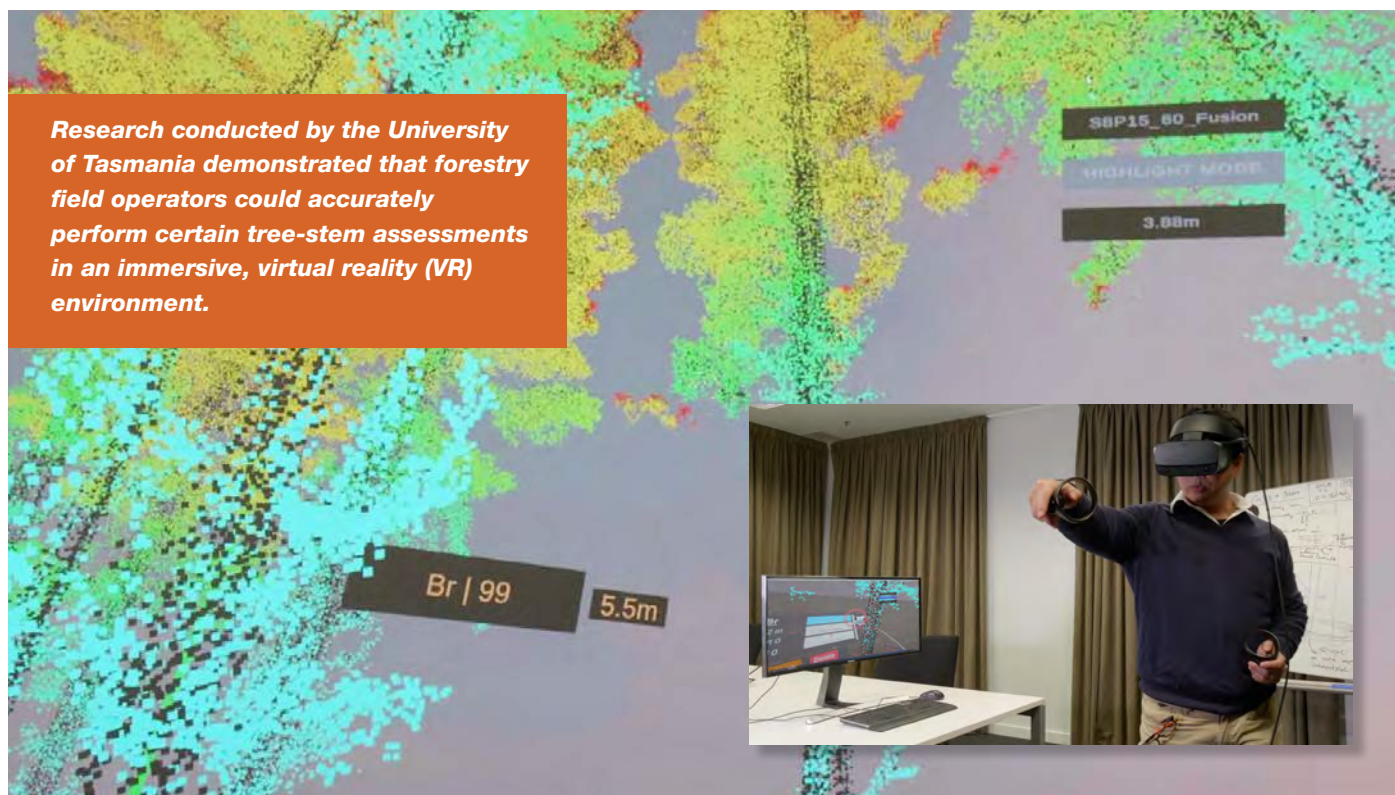 Research conducted by the University
of Tasmania demonstrated that forestry
field operators could accurately
perform certain tree-stem assessments
in an immersive, virtual reality (VR)
environment.
S8P15_60_Fusion
HIGHLIGHT MODE
3.88m
Br | 99
5.5m
Br